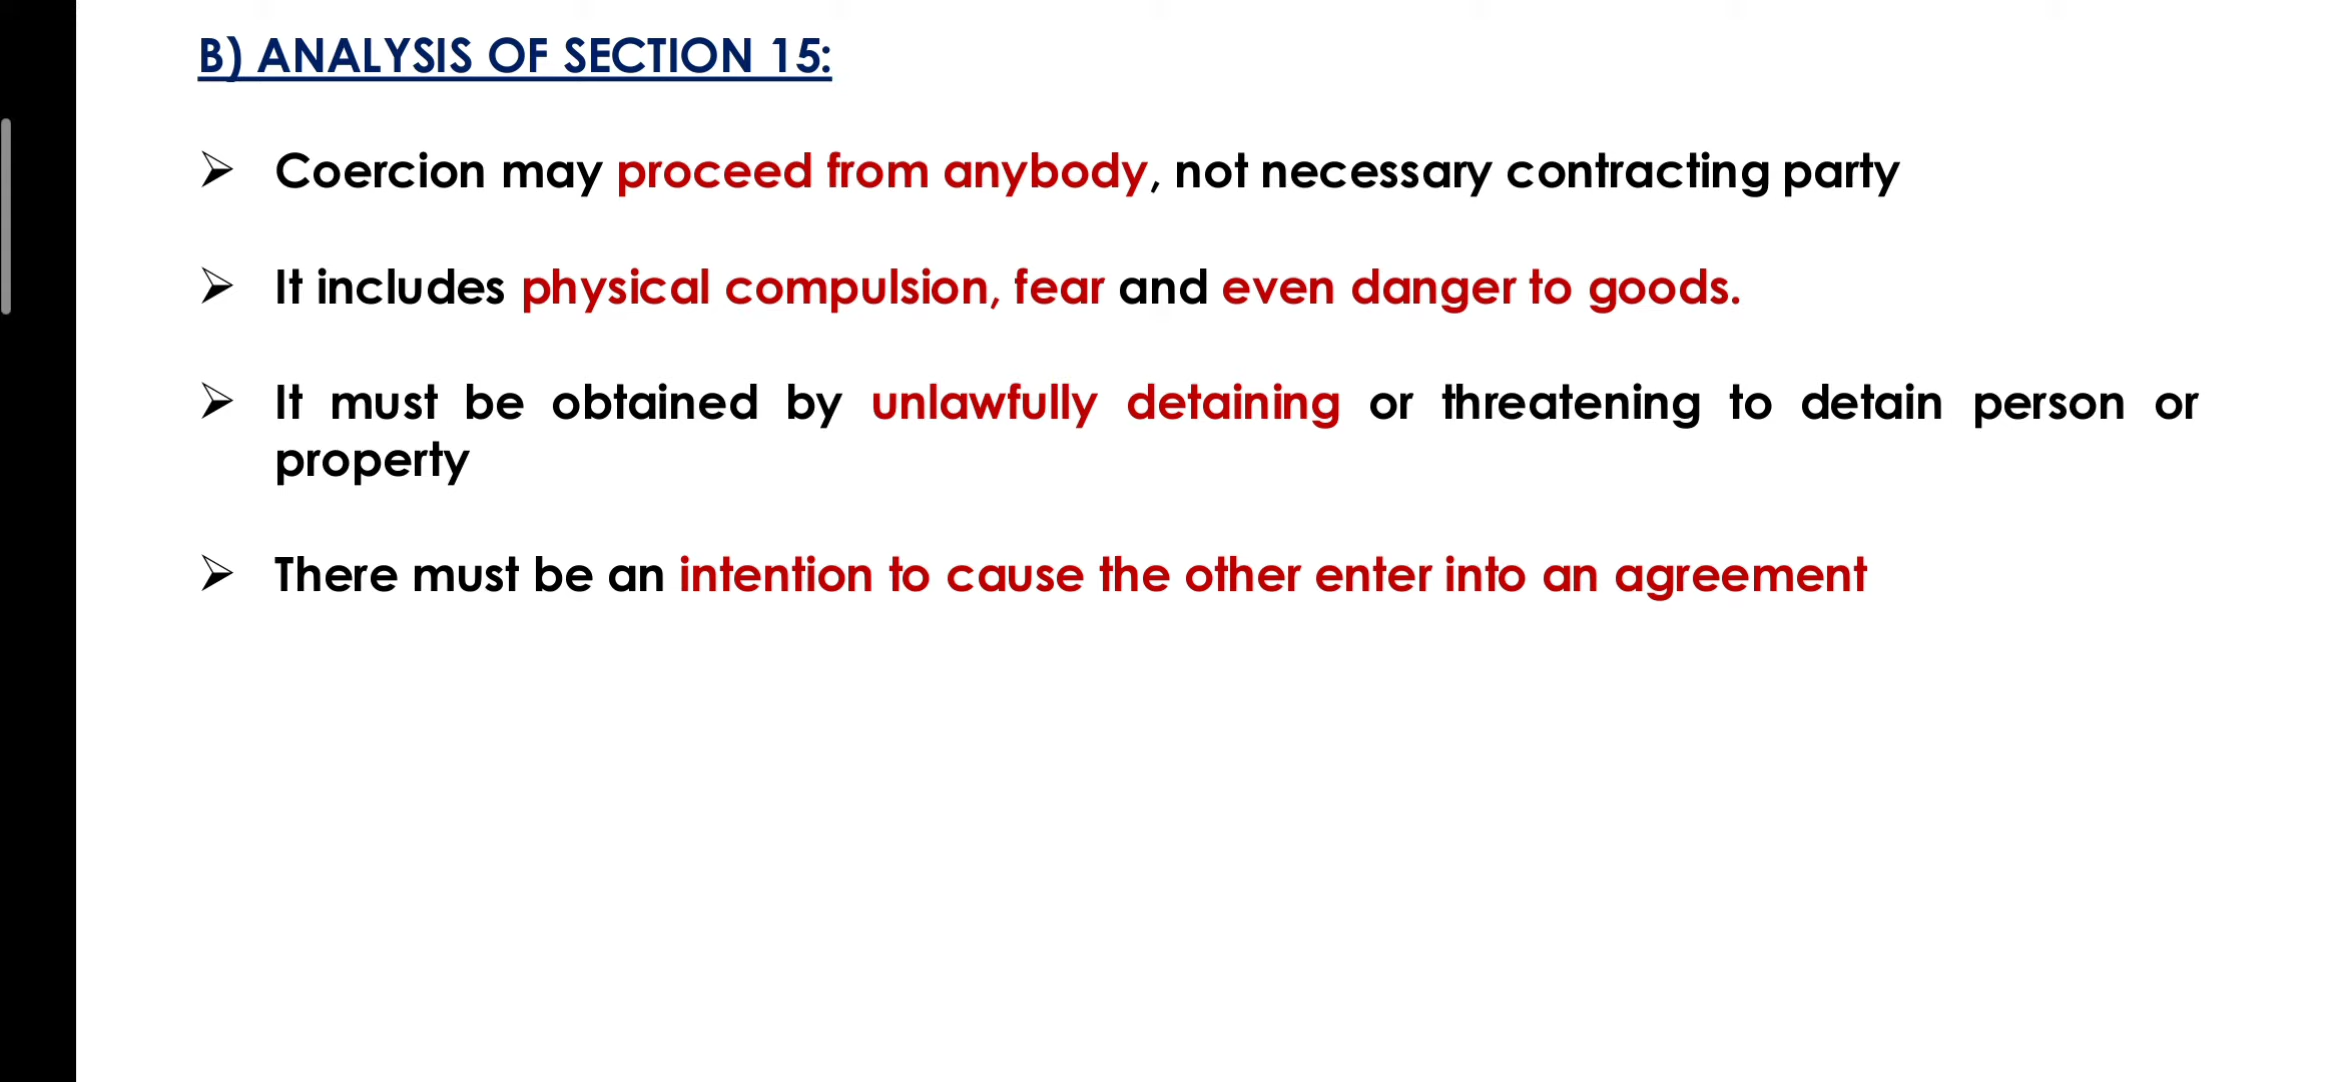 B) ANALYSIS OF SECTION 15:
➢ Coercion may proceed from anybody, not necessary contracting party
➢ It includes physical compulsion, fear and even danger to goods.
➢ It must be obtained by unlawfully detaining or threatening to detain person or
property
➢ There must be an intention to cause the other enter into an agreement